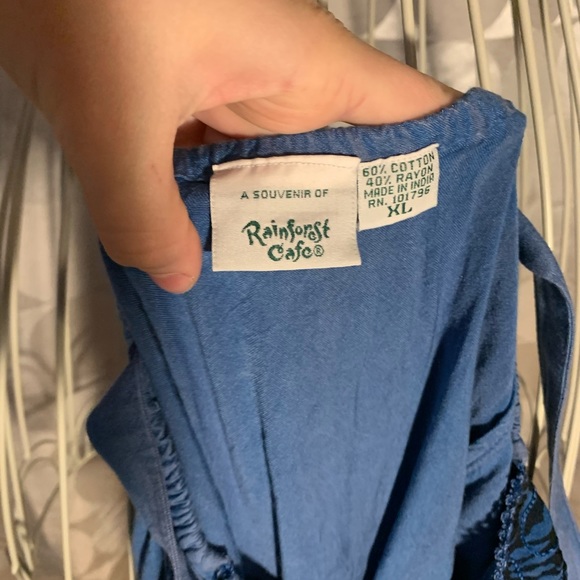 A SOUVENIR OF
Rainforest
Cafe®
60% COTTON
40% RAYON
MADE IN INDIA
RN. 101796
XL